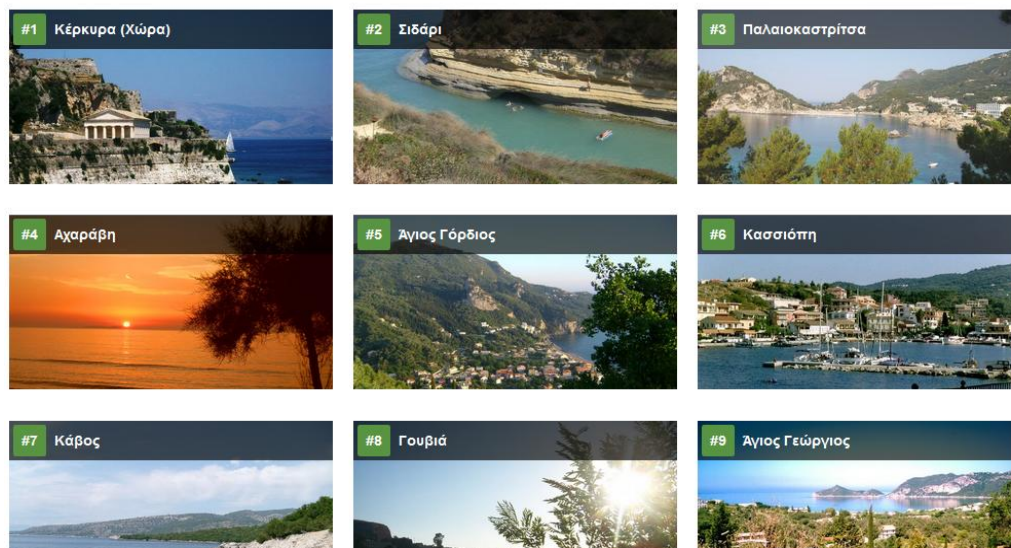 #1 Κέρκυρα (Χώρα)
#2 Σιδάρι
#3 Παλαιοκαστρίτσα
#4 Αχαράβη
#5 Άγιος Γόρδιος
#6 Κασσιόπη
#7 Κάβος
#8 Γουβιά
#9 Άγιος Γεώργιος